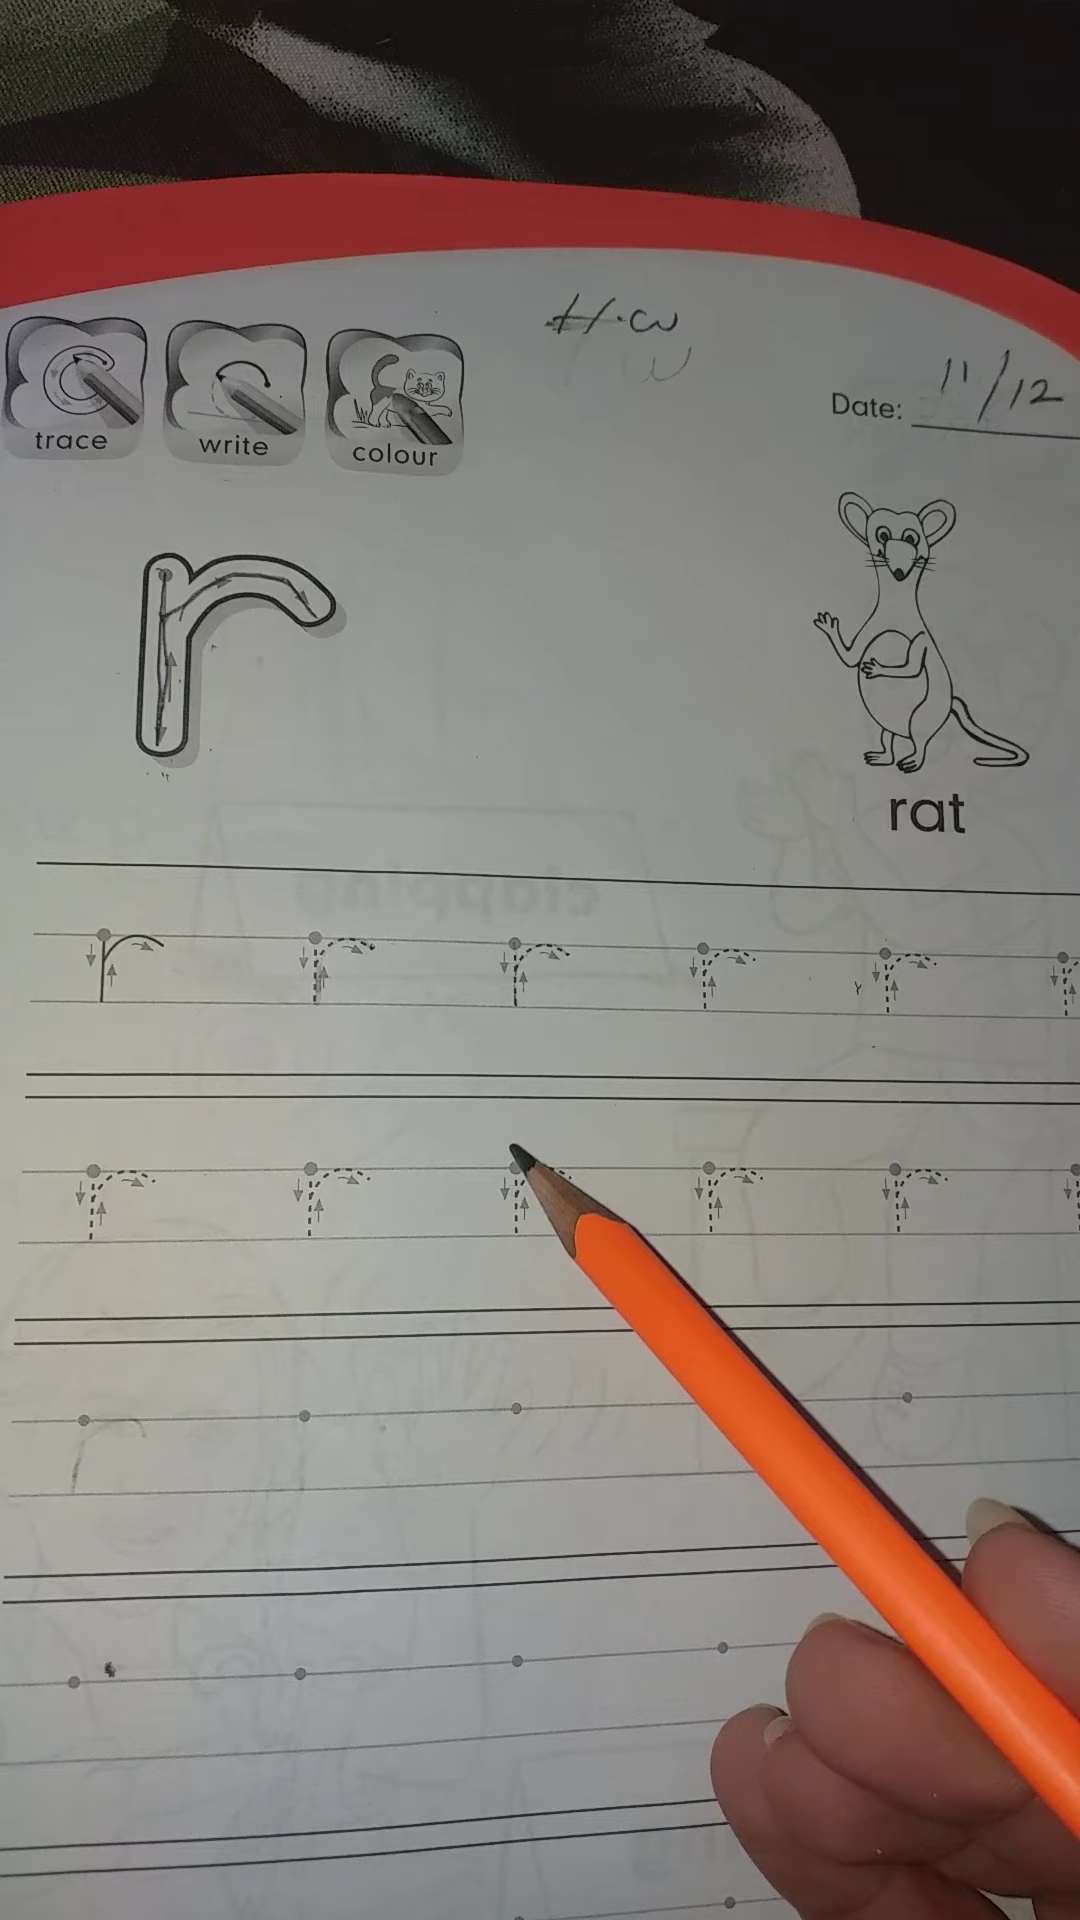 H.W
trace write colour
Date: 11/12
r
rat
r r r r r r
r r r r r r
r